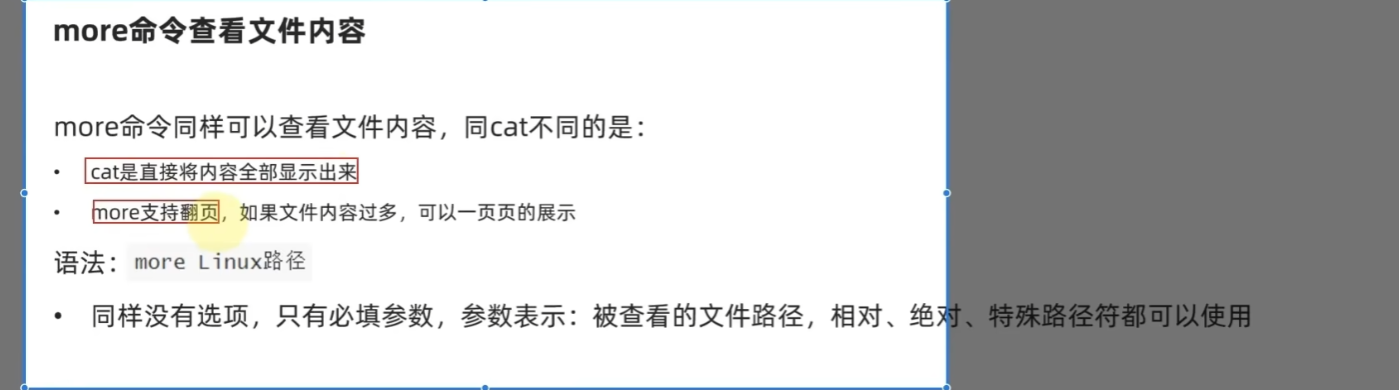 more命令查看文件内容
more命令同样可以查看文件内容，同cat不同的是：
• cat是直接将内容全部显示出来
• more支持翻页，如果文件内容过多，可以一页页的展示
语法：more Linux路径
• 同样没有选项，只有必填参数，参数表示：被查看的文件路径，相对、绝对、特殊路径符都可以使用